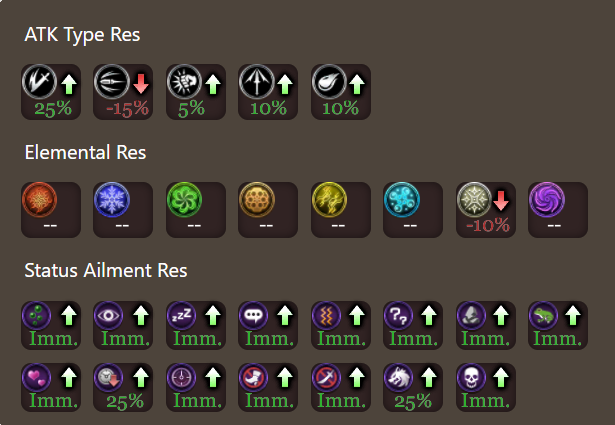 ATK Type Res
25% -15% 5% 10% 10%
Elemental Res
-- -- -- -- -- -- -10% --
Status Ailment Res
zzZ ??
Imm. Imm. Imm. Imm. Imm. Imm. Imm. Imm.
Imm. 25% Imm. Imm. Imm. 25% Imm.